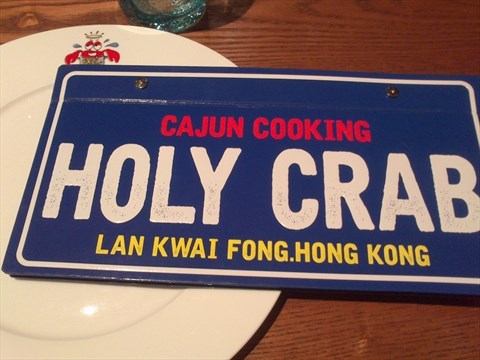 CAJUN COOKING
HOLY CRAB
LAN KWAI FONG.HONG KONG